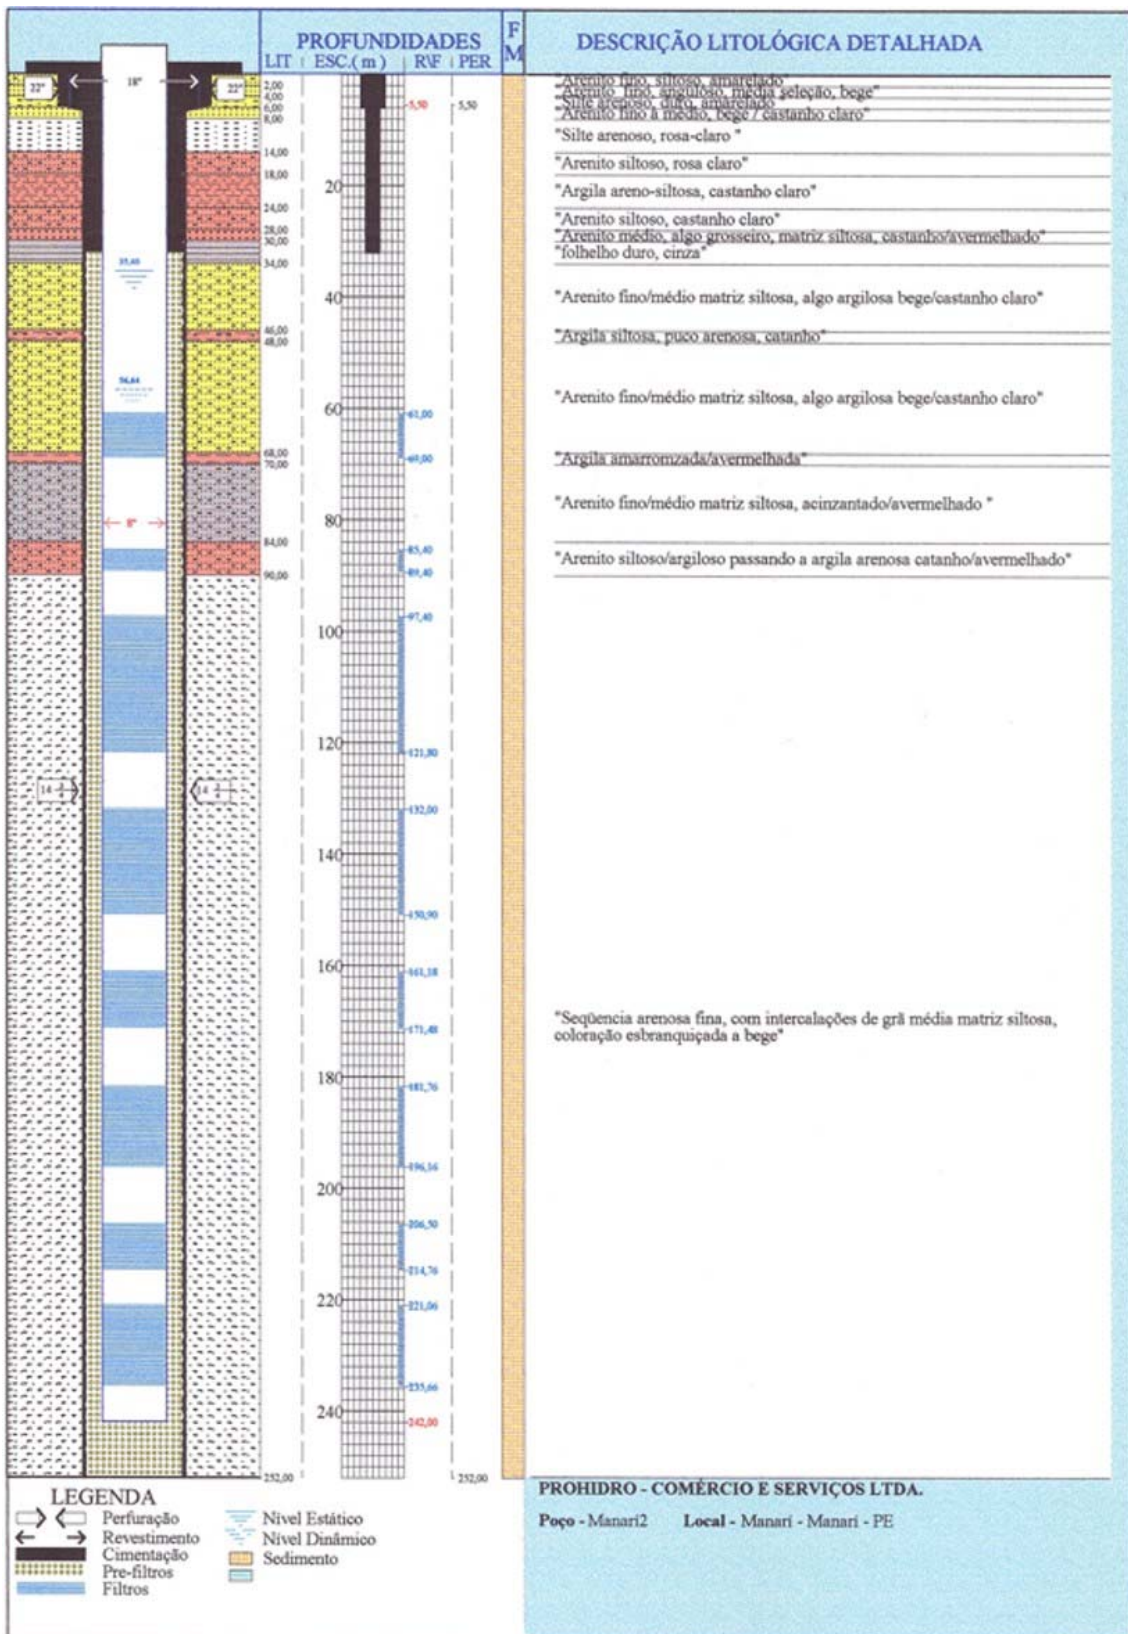 PROFUNDIDADES
F
M
DESCRIÇÃO LITOLÓGICA DETALHADA
LIT ESC.( m ) R\F PER
22"
18"
22"
2,00
4,00
6,00
8,00
14,00
18,00
24,00
28,00
30,00
34,00
46,00
48,00
68,00
70,00
84,00
90,00
252,00
56,84
8"
14 3/4
14 3/4
20
40
60
80
100
120
140
160
180
200
220
240
5,50
5,50
61,00
69,00
85,40
89,40
97,40
121,80
132,00
150,90
161,18
171,48
181,76
196,16
206,50
214,76
221,06
235,66
242,00
252,00
"Arenito fino, siltoso, amarelado"
"Arenito fino, anguloso, média seleção, bege"
"Silte arenoso, duro, amarelado
"Arenito fino a médio, bege / castanho claro"
"Silte arenoso, rosa-claro "
"Arenito siltoso, rosa claro"
"Argila areno-siltosa, castanho claro"
"Arenito siltoso, castanho claro"
"Arenito médio, algo grosseiro, matriz siltosa, castanho/avermelhado"
"folhelho duro, cinza"
"Arenito fino/médio matriz siltosa, algo argilosa bege/castanho claro"
"Argila siltosa, puco arenosa, catanho"
"Arenito fino/médio matriz siltosa, algo argilosa bege/castanho claro"
"Argila amarromzada/avermelhada"
"Arenito fino/médio matriz siltosa, acinzantado/avermelhado "
"Arenito siltoso/argiloso passando a argila arenosa catanho/avermelhado"
"Seqüencia arenosa fina, com intercalações de grã média matriz siltosa,
coloração esbranquiçada a bege"
LEGENDA
Perfuração
Revestimento
Cimentação
Pre-filtros
Filtros
Nível Estático
Nível Dinâmico
Sedimento
PROHIDRO - COMÉRCIO E SERVIÇOS LTDA.
Poço - Manari2 Local - Manari - Manari - PE